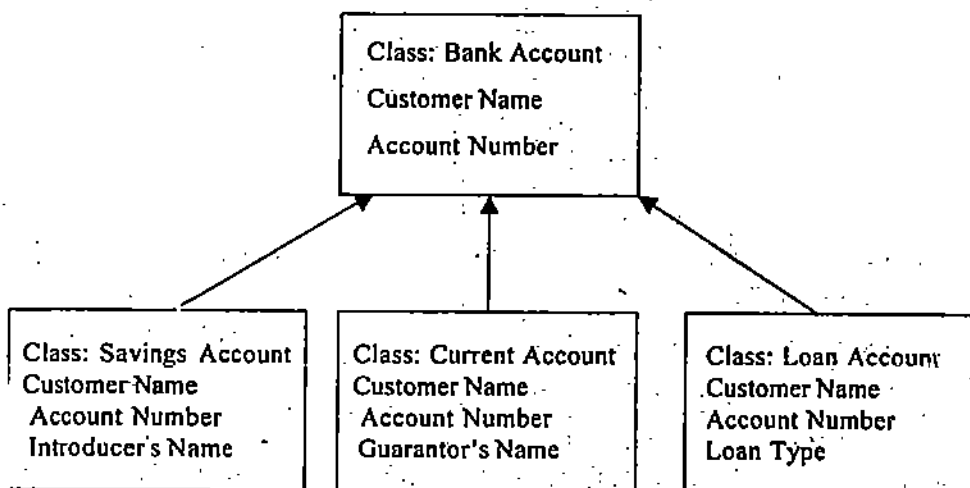 Class: Bank Account
Customer Name
Account Number
Class: Savings Account
Customer Name
Account Number
Introducer's Name
Class: Current Account
Customer Name
Account Number
Guarantor's Name
Class: Loan Account
Customer Name
Account Number
Loan Type